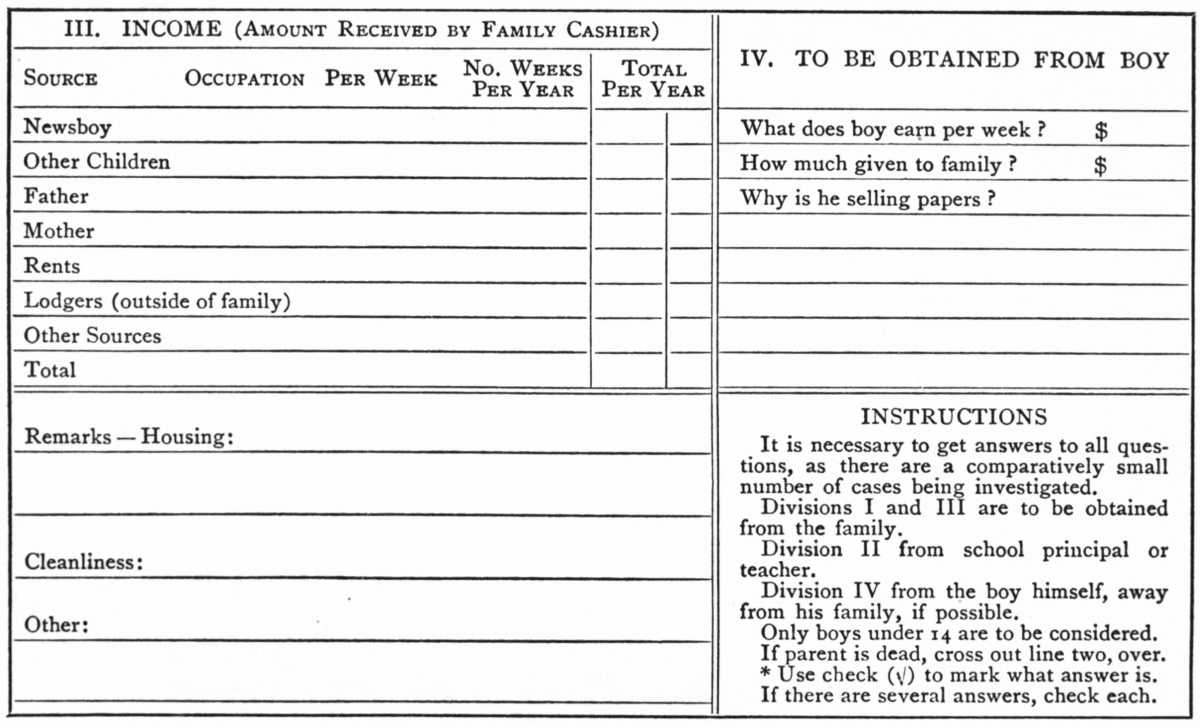 III. INCOME (AMOUNT RECEIVED BY FAMILY CASHIER)
SOURCE OCCUPATION PER WEEK NO. WEEKS PER YEAR TOTAL PER YEAR
Newsboy
Other Children
Father
Mother
Rents
Lodgers (outside of family)
Other Sources
Total
Remarks — Housing:
Cleanliness:
Other:
IV. TO BE OBTAINED FROM BOY
What does boy earn per week ? $
How much given to family ? $
Why is he selling papers ?
INSTRUCTIONS
It is necessary to get answers to all ques-
tions, as there are a comparatively small
number of cases being investigated.
Divisions I and III are to be obtained
from the family.
Division II from school principal or
teacher.
Division IV from the boy himself, away
from his family, if possible.
Only boys under 14 are to be considered.
If parent is dead, cross out line two, over.
* Use check (√) to mark what answer is.
If there are several answers, check each.